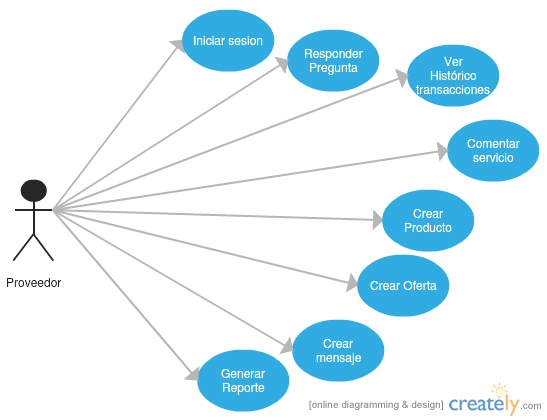 Iniciar sesion
Responder
Pregunta
Ver
Histórico
transacciones
Comentar
servicio
Crear
Producto
Proveedor
Crear Oferta
Crear
mensaje
Generar
Reporte
[online diagramming & design] creately.com